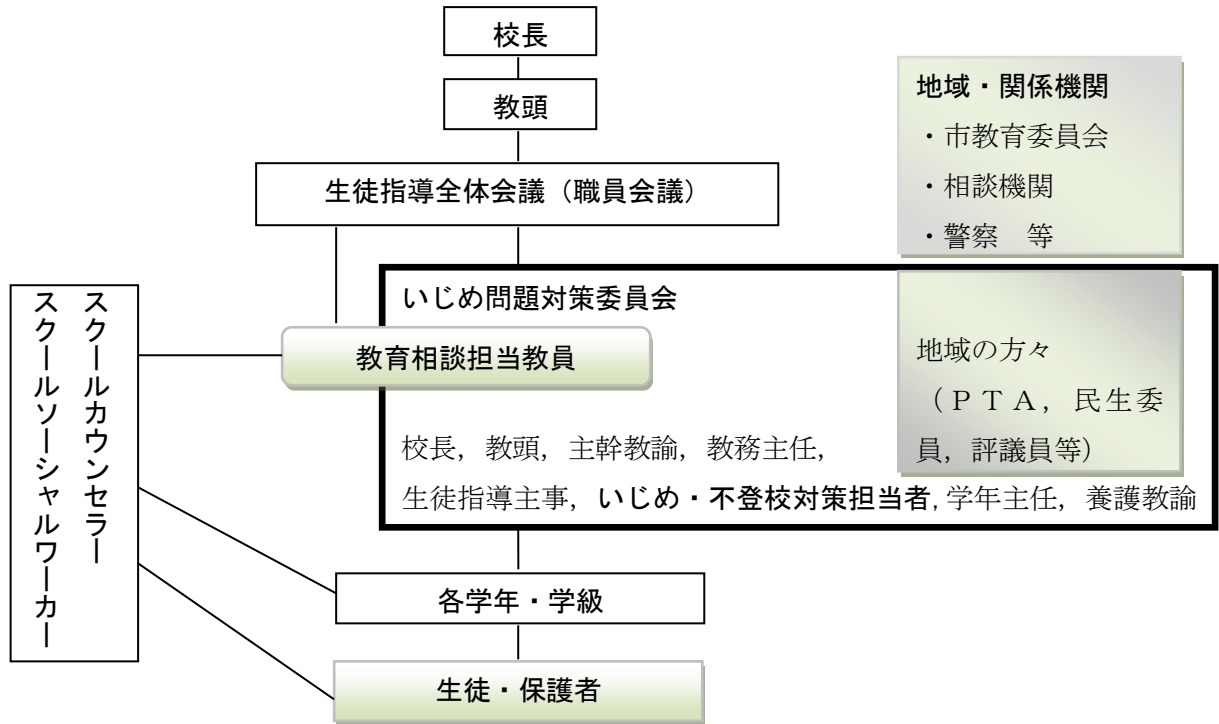 校長
教頭
生徒指導全体会議（職員会議）
地域・関係機関
・市教育委員会
・相談機関
・警察　等
スクールカウンセラー
スクールソーシャルワーカー
いじめ問題対策委員会
教育相談担当教員
地域の方々
（ＰＴＡ，民生委
員，評議員等）
校長，教頭，主幹教諭，教務主任，
生徒指導主事，いじめ・不登校対策担当者,学年主任，養護教諭
各学年・学級
生徒・保護者